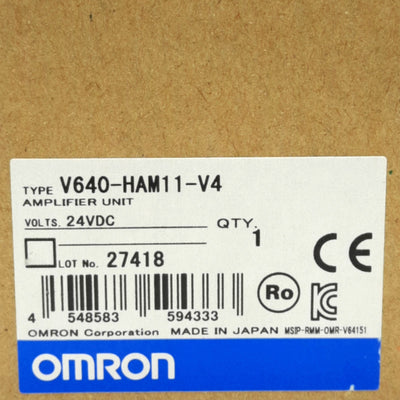 TYPE V640-HAM11-V4
AMPLIFIER UNIT
VOLTS. 24VDC
QTY. 1
LOT No. 27418
CE
4 548583 594333
Ro
KC
OMRON Corporation MADE IN JAPAN MSIP-RMM-OMR-V64151
OMRON